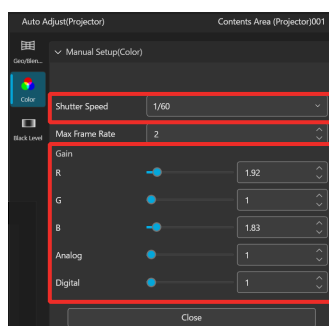 Auto Adjust(Projector) Contents Area (Projector)001
Geo/Blen...
Manual Setup(Color)
Color
Shutter Speed 1/60
Black Level
Max Frame Rate 2
Gain
R 1.92
G 1
B 1.83
Analog 1
Digital 1
Close